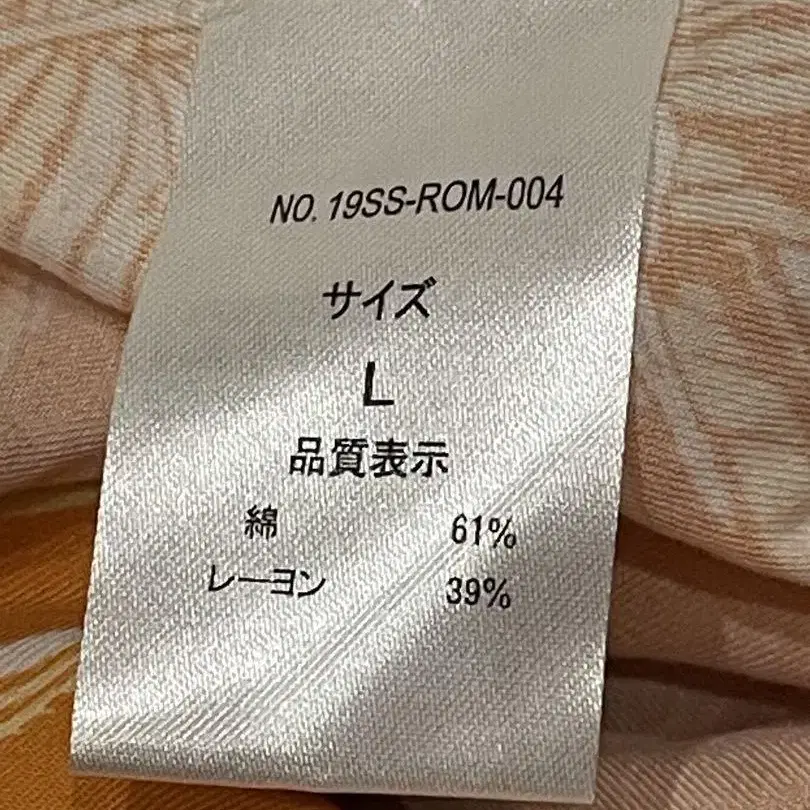 NO. 19SS-ROM-004
サイズ
L
品質表示
綿 61%
レーヨン 39%